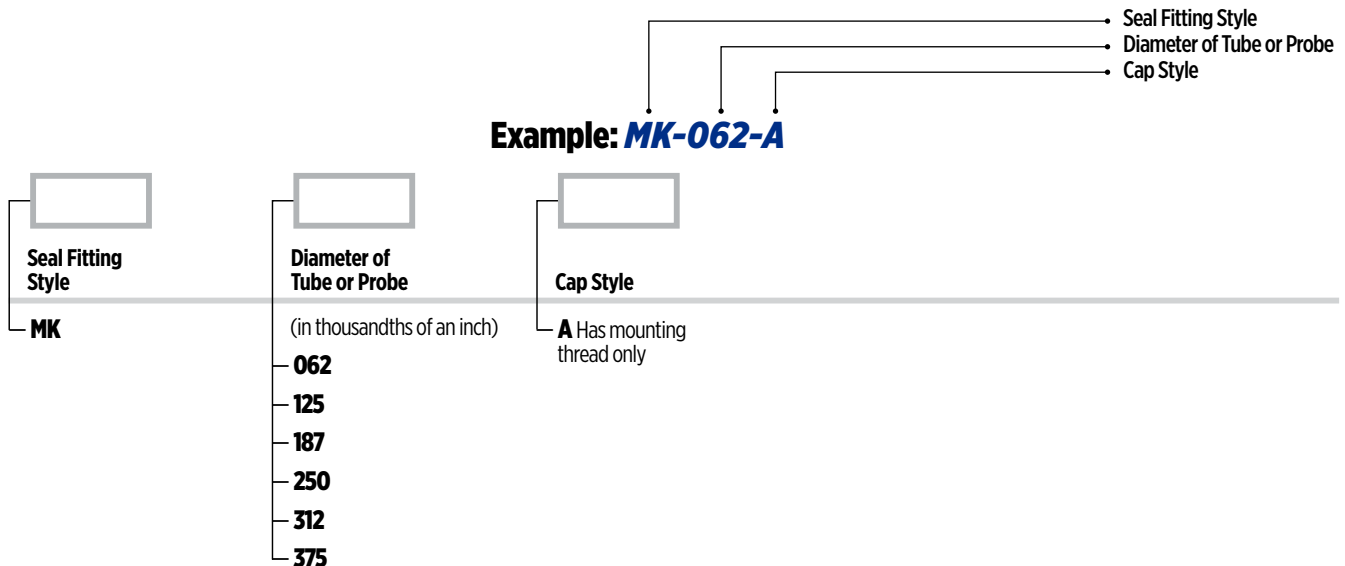 Seal Fitting Style
Diameter of Tube or Probe
Cap Style
Example: MK-062-A
Seal Fitting
Style
Diameter of
Tube or Probe
Cap Style
MK
(in thousandths of an inch)
062
125
187
250
312
375
A Has mounting
thread only